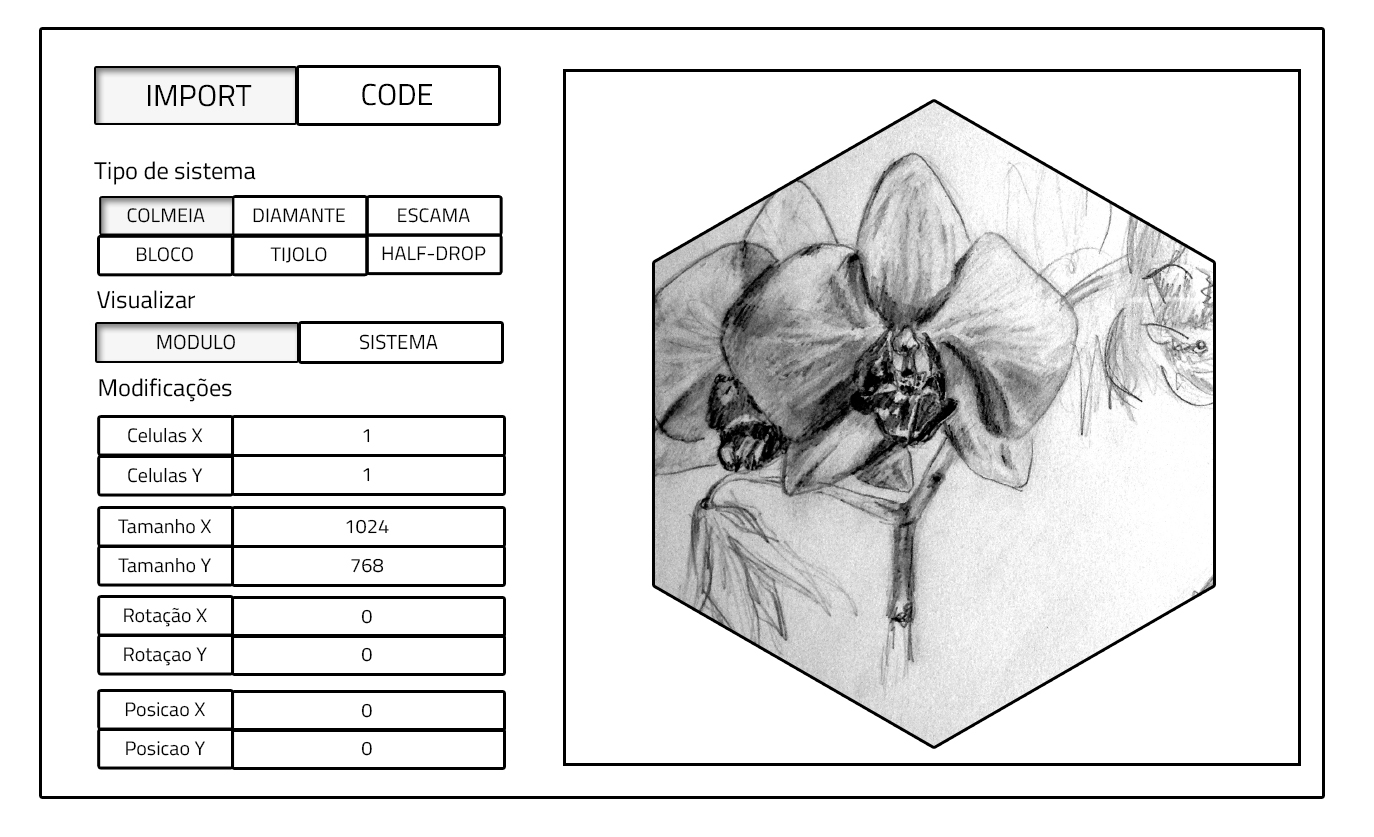 IMPORT CODE
Tipo de sistema
COLMEIA DIAMANTE ESCAMA
BLOCO TIJOLO HALF-DROP
Visualizar
MODULO SISTEMA
Modificações
Celulas X 1
Celulas Y 1
Tamanho X 1024
Tamanho Y 768
Rotação X 0
Rotaçao Y 0
Posicao X 0
Posicao Y 0